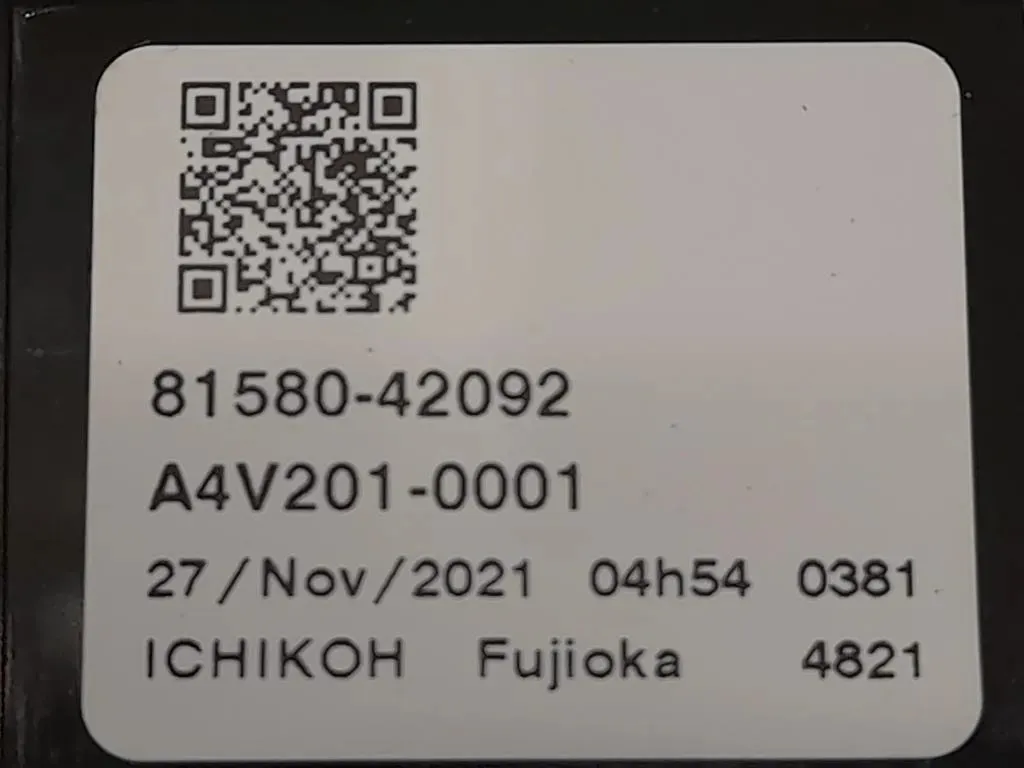 81580-42092
A4V201-0001
27/Nov/2021 04h54 0381
ICHIKOH Fujioka 4821